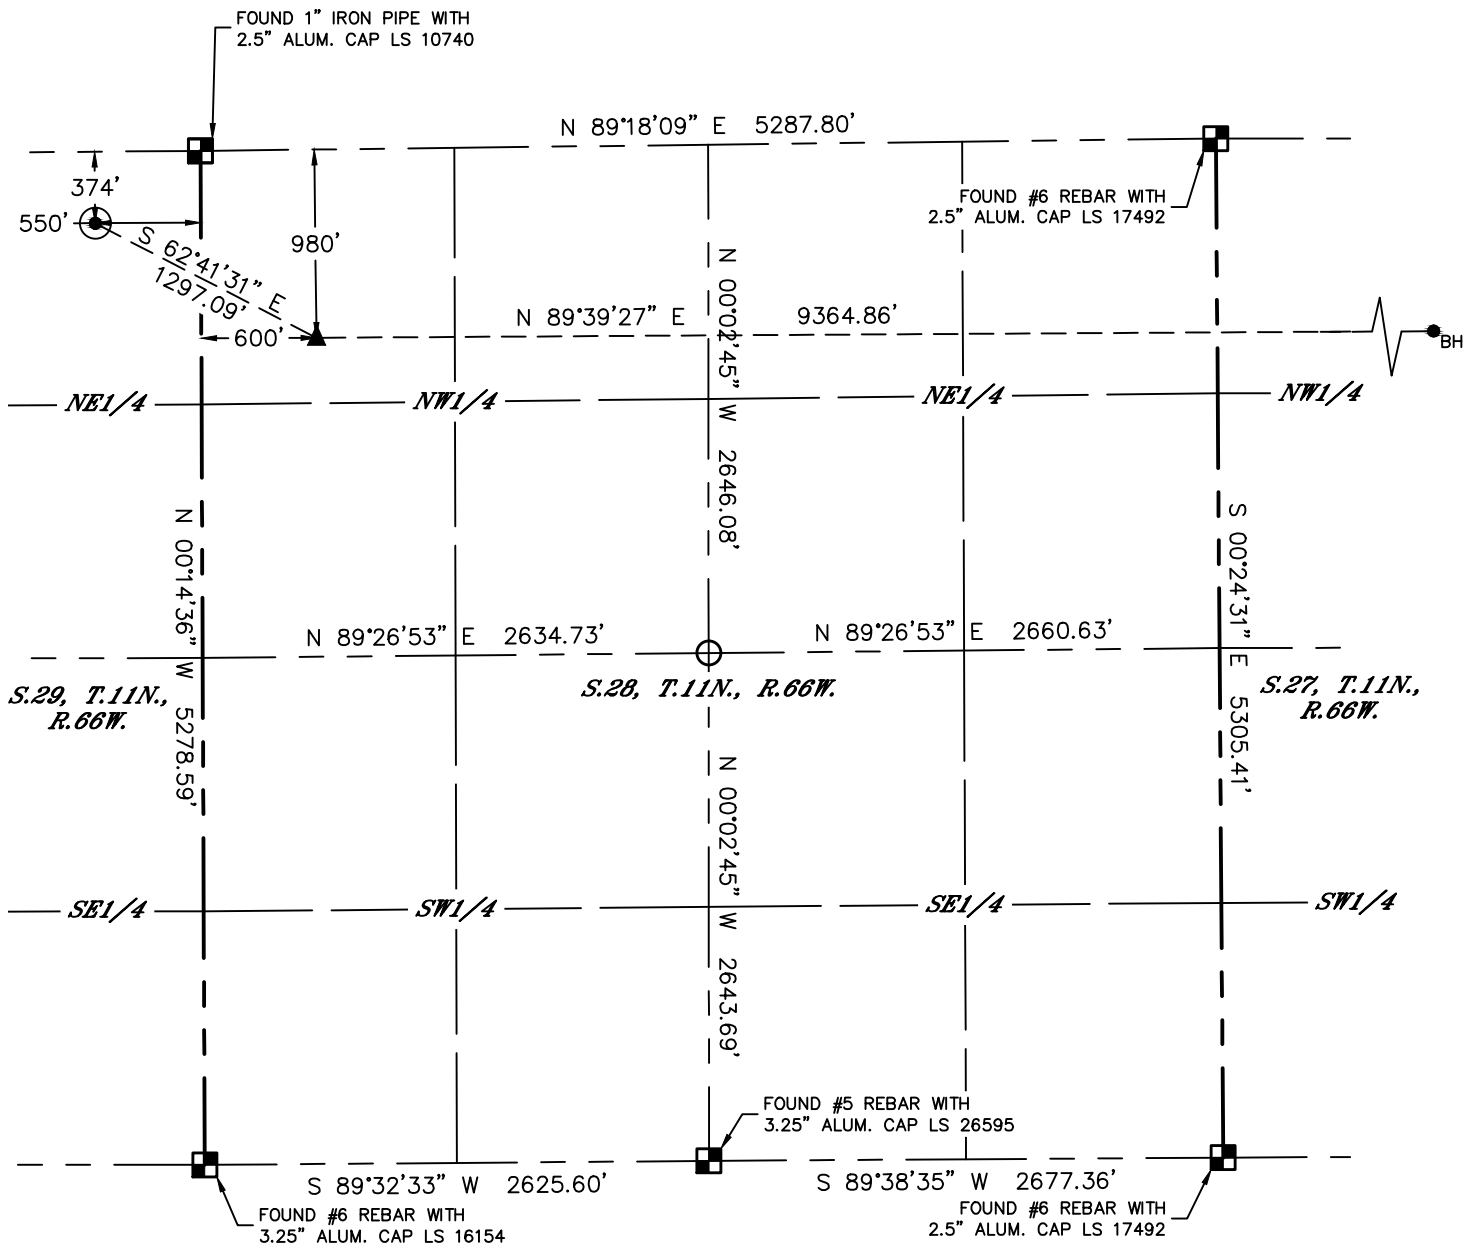 FOUND 1" IRON PIPE WITH
2.5" ALUM. CAP LS 10740
N 89°18'09" E 5287.80'
374'
FOUND #6 REBAR WITH
2.5" ALUM. CAP LS 17492
550'
980'
S 62°41'31" E
1297.09'
N 00°02'45" W 2646.08'
N 89°39'27" E 9364.86'
600'
BH
NE1/4
NW1/4
NE1/4
NW1/4
N 00°14'36" W 5278.59'
S 00°24'31" E 5305.41'
N 89°26'53" E 2634.73'
N 89°26'53" E 2660.63'
S.29, T.11N.,
R.66W.
S.28, T.11N., R.66W.
S.27, T.11N.,
R.66W.
N 00°02'45" W 2643.69'
SE1/4
SW1/4
SE1/4
SW1/4
FOUND #5 REBAR WITH
3.25" ALUM. CAP LS 26595
S 89°32'33" W 2625.60'
S 89°38'35" W 2677.36'
FOUND #6 REBAR WITH
3.25" ALUM. CAP LS 16154
FOUND #6 REBAR WITH
2.5" ALUM. CAP LS 17492